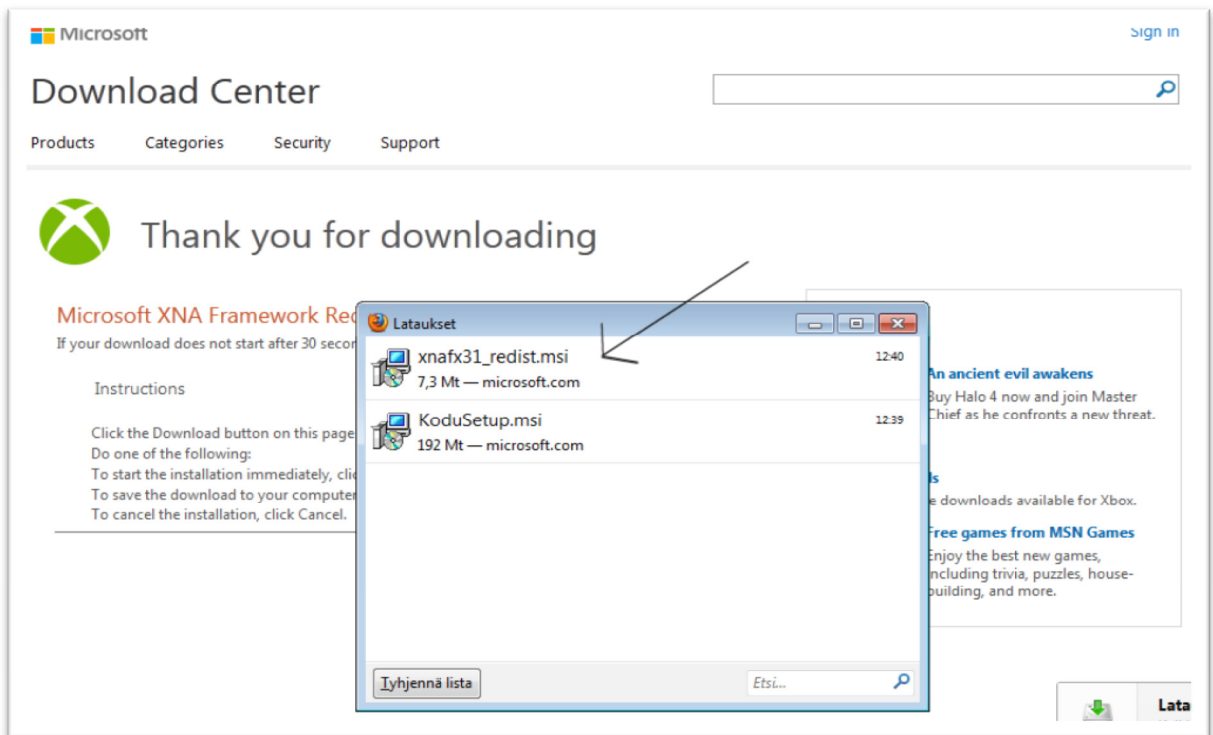 Microsoft
Sign in
Download Center
Products Categories Security Support
Thank you for downloading
Microsoft XNA Framework
If your download does not start after 30
Instructions
Click the Download button on this page
Do one of the following:
To start the installation immediately,
To save the download to your computer
To cancel the installation, click Cancel.
Lataukset
xnafx31_redist.msi 12:40
7,3 Mt — microsoft.com
KoduSetup.msi 12:39
192 Mt — microsoft.com
Tyhjennä lista
Etsi...
An ancient evil awakens
Buy Halo 4 now and join Master
Chief as he confronts a new threat.
downloads available for Xbox.
Free games from MSN Games
Enjoy the best new games,
including trivia, puzzles, house-
building, and more.